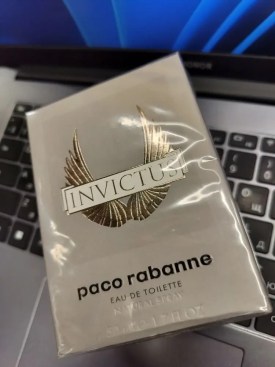 INVICTUS
paco rabanne
EAU DE TOILETTE